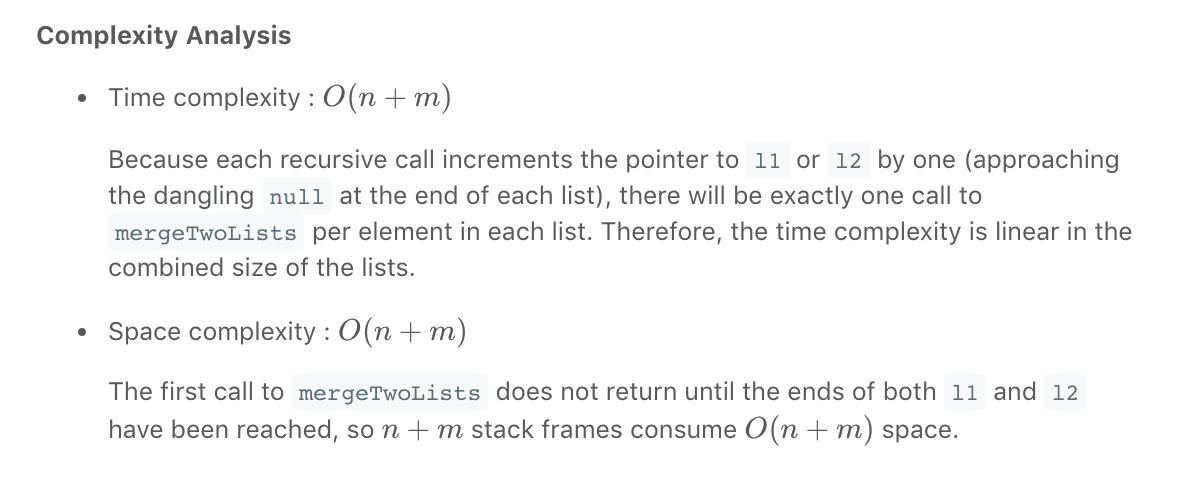 Complexity Analysis
• Time complexity : O(n + m)
Because each recursive call increments the pointer to l1 or l2 by one (approaching
the dangling null at the end of each list), there will be exactly one call to
mergeTwoLists per element in each list. Therefore, the time complexity is linear in the
combined size of the lists.
• Space complexity : O(n + m)
The first call to mergeTwoLists does not return until the ends of both l1 and l2
have been reached, so n + m stack frames consume O(n + m) space.